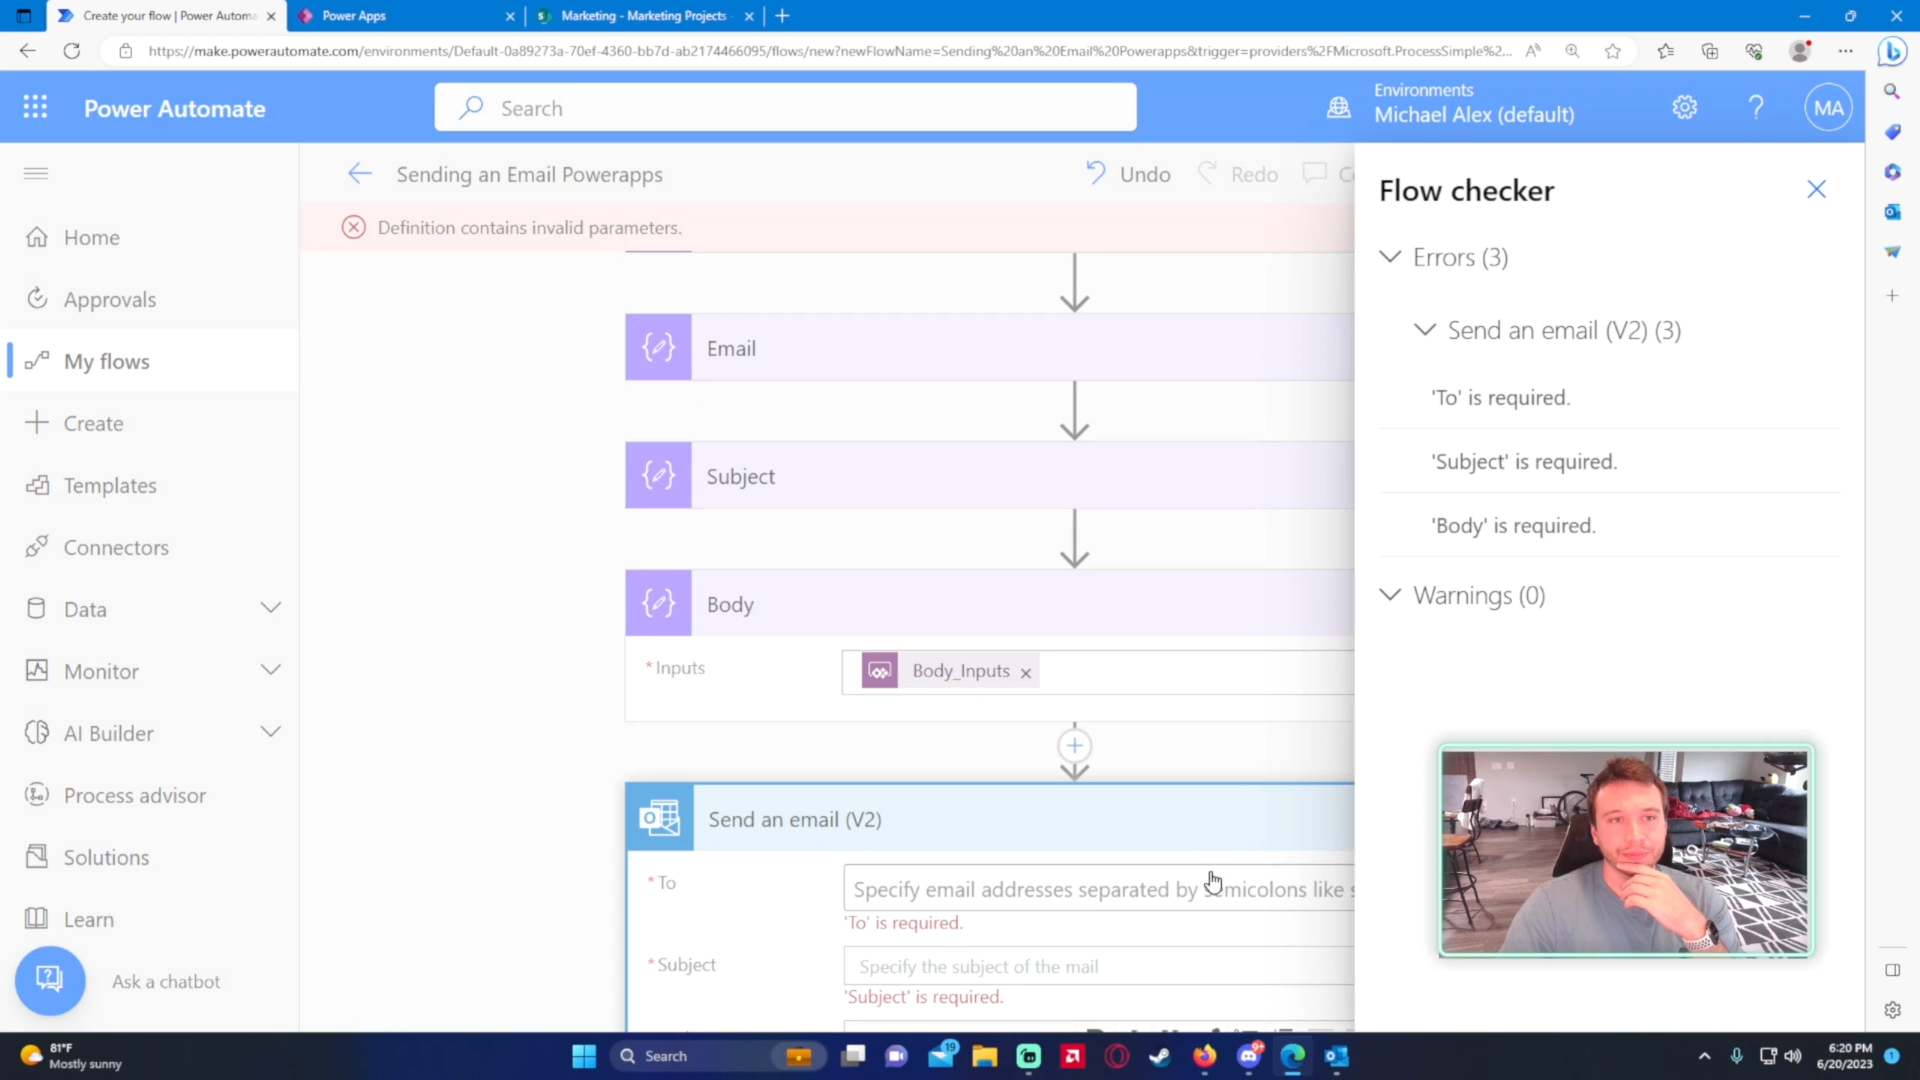 Create your flow | Power Automa
Power Apps
Marketing - Marketing Projects
https://make.powerautomate.com/environments/Default-0a89273a-70ef-4360-bb7d-ab2174466095/flows/new?newFlowName=Sending%20an%20Email%20Powerapps&trigger=providers%2FMicrosoft.ProcessSimple%2...
Power Automate
Search
Environments
Michael Alex (default)
MA
Sending an Email Powerapps
Undo
Redo
Definition contains invalid parameters.
Home
Approvals
My flows
Create
Templates
Connectors
Data
Monitor
AI Builder
Process advisor
Solutions
Learn
Ask a chatbot
Email
Subject
Body
*Inputs
Body_Inputs
Send an email (V2)
*To
Specify email addresses separated by semicolons like s
'To' is required.
*Subject
Specify the subject of the mail
'Subject' is required.
Flow checker
Errors (3)
Send an email (V2) (3)
'To' is required.
'Subject' is required.
'Body' is required.
Warnings (0)
81°F
Mostly sunny
Search
19
9+
6:20 PM
6/20/2023
1